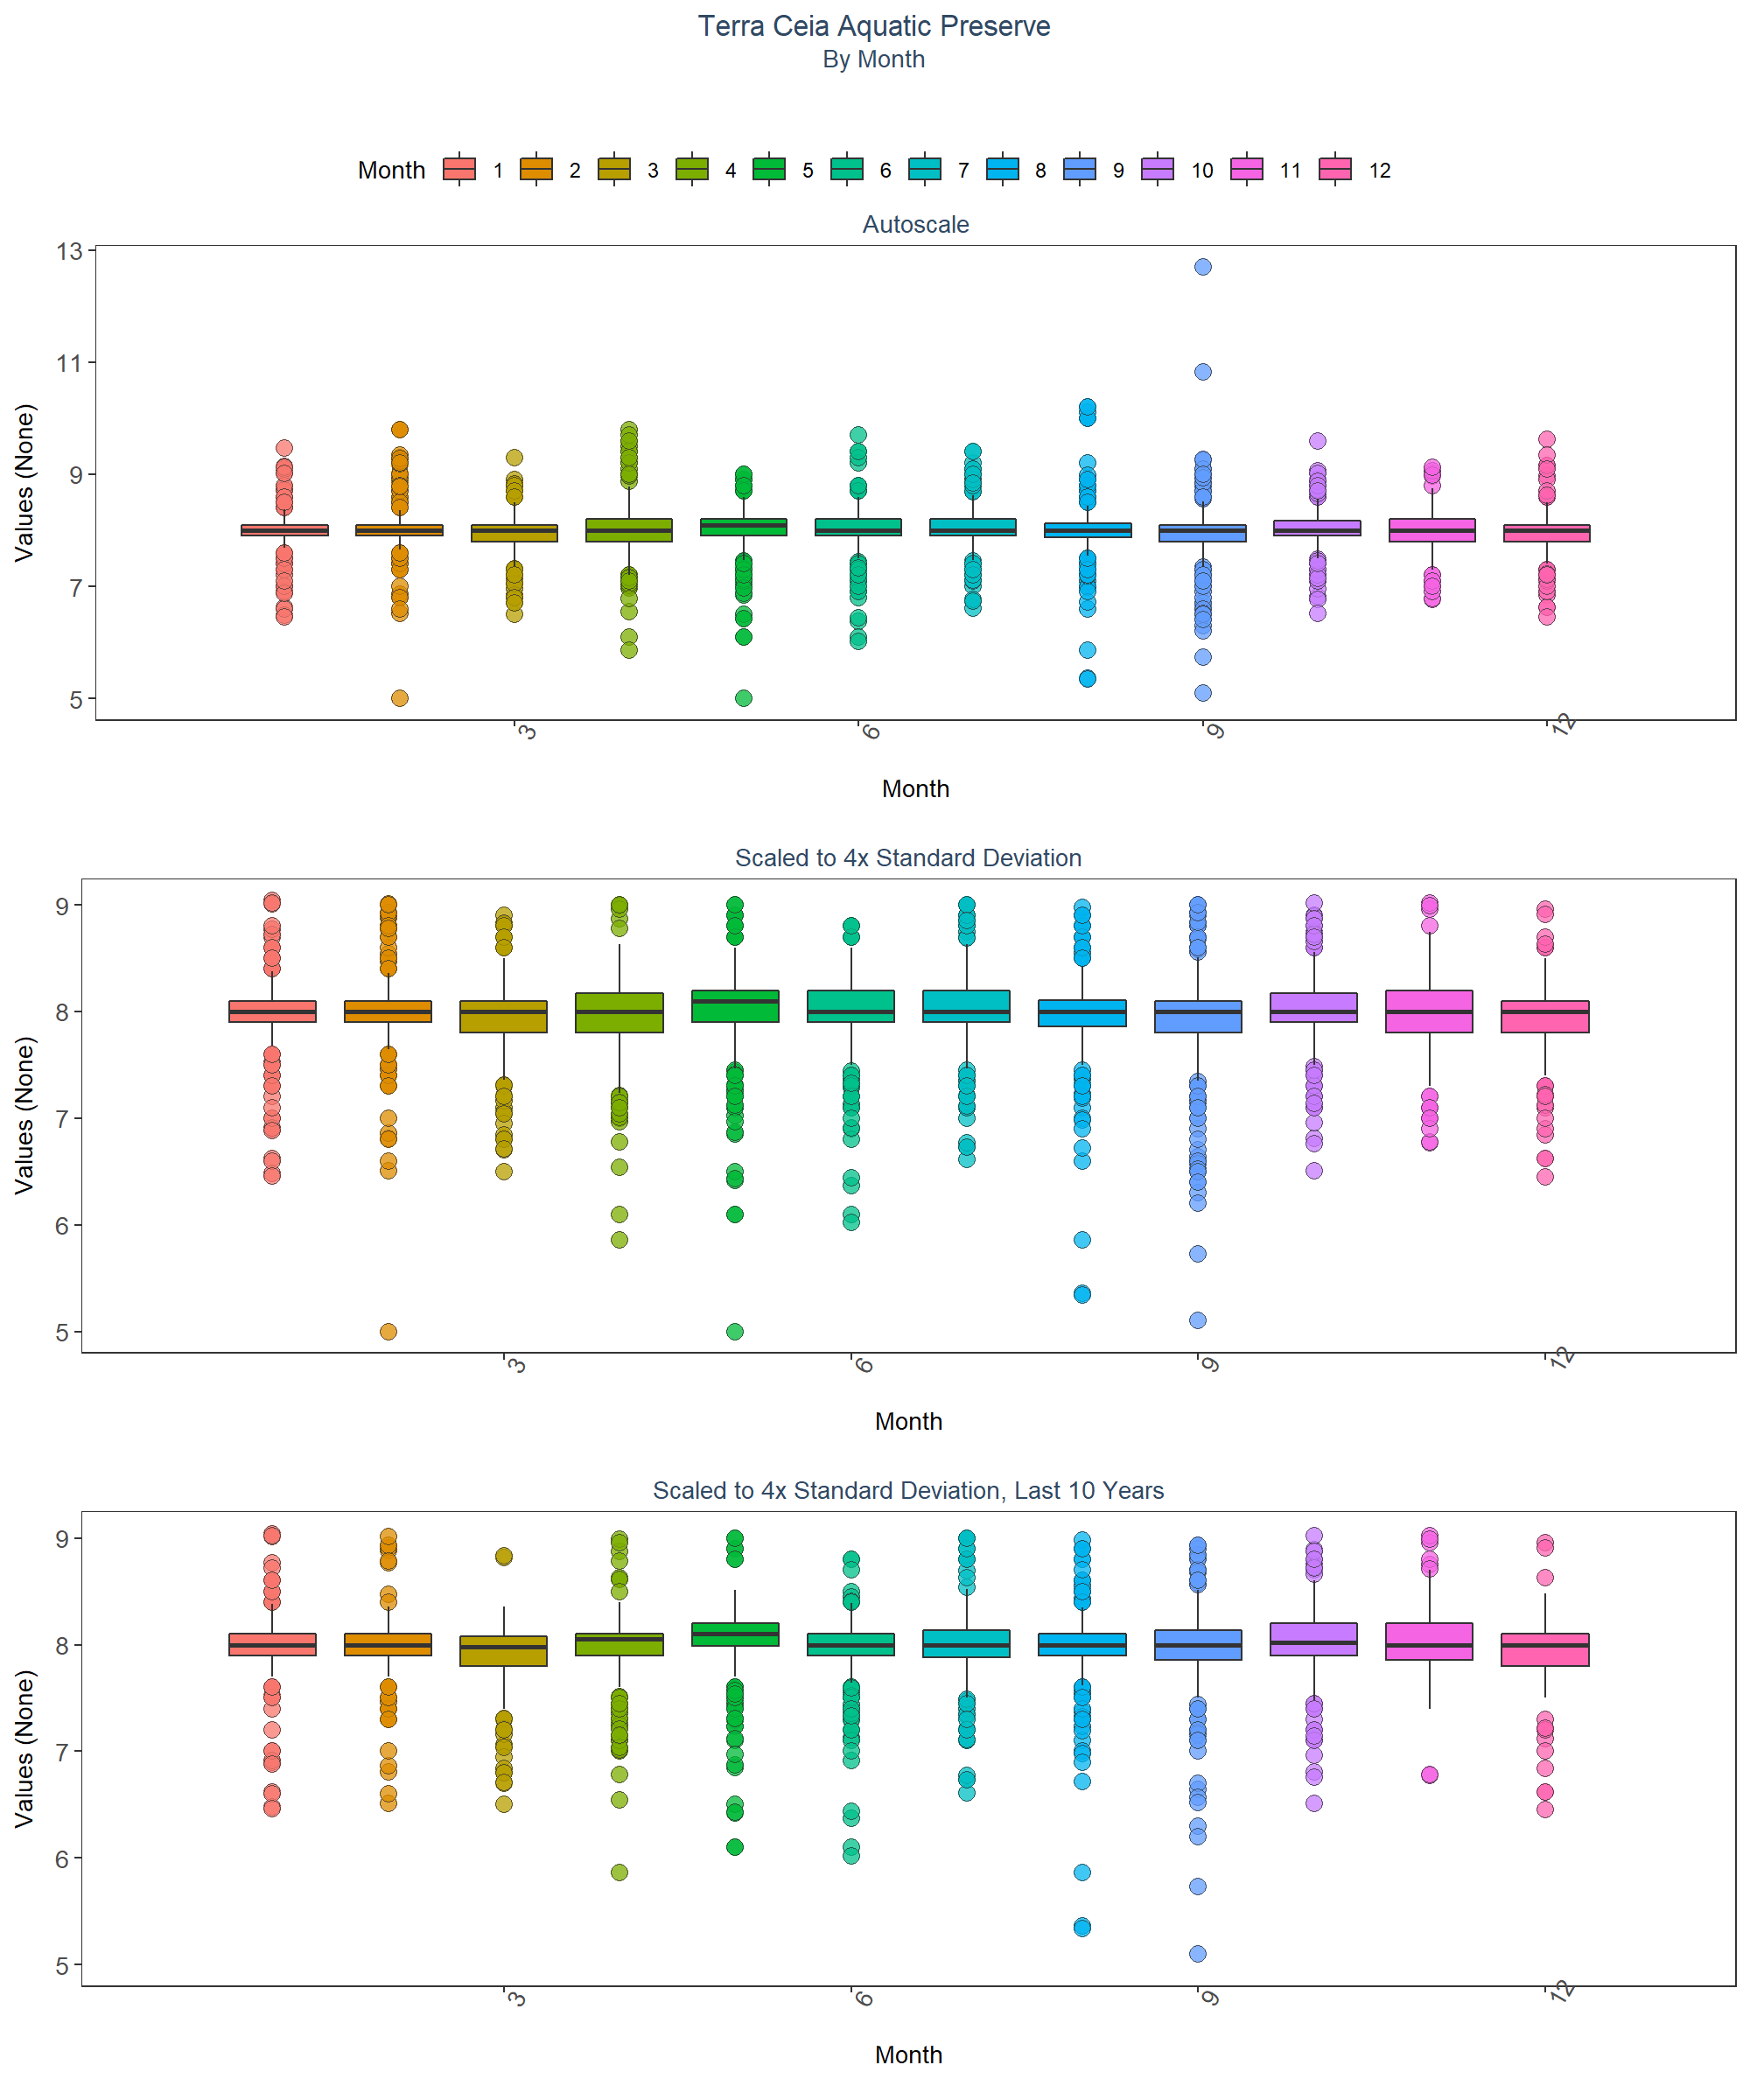 Terra Ceia Aquatic Preserve
By Month
Month 1 2 3 4 5 6 7 8 9 10 11 12
Autoscale
13
11
9
7
5
Values (None)
3 6 9 12
Month
Scaled to 4x Standard Deviation
9
8
7
6
5
Values (None)
3 6 9 12
Month
Scaled to 4x Standard Deviation, Last 10 Years
9
8
7
6
5
Values (None)
3 6 9 12
Month